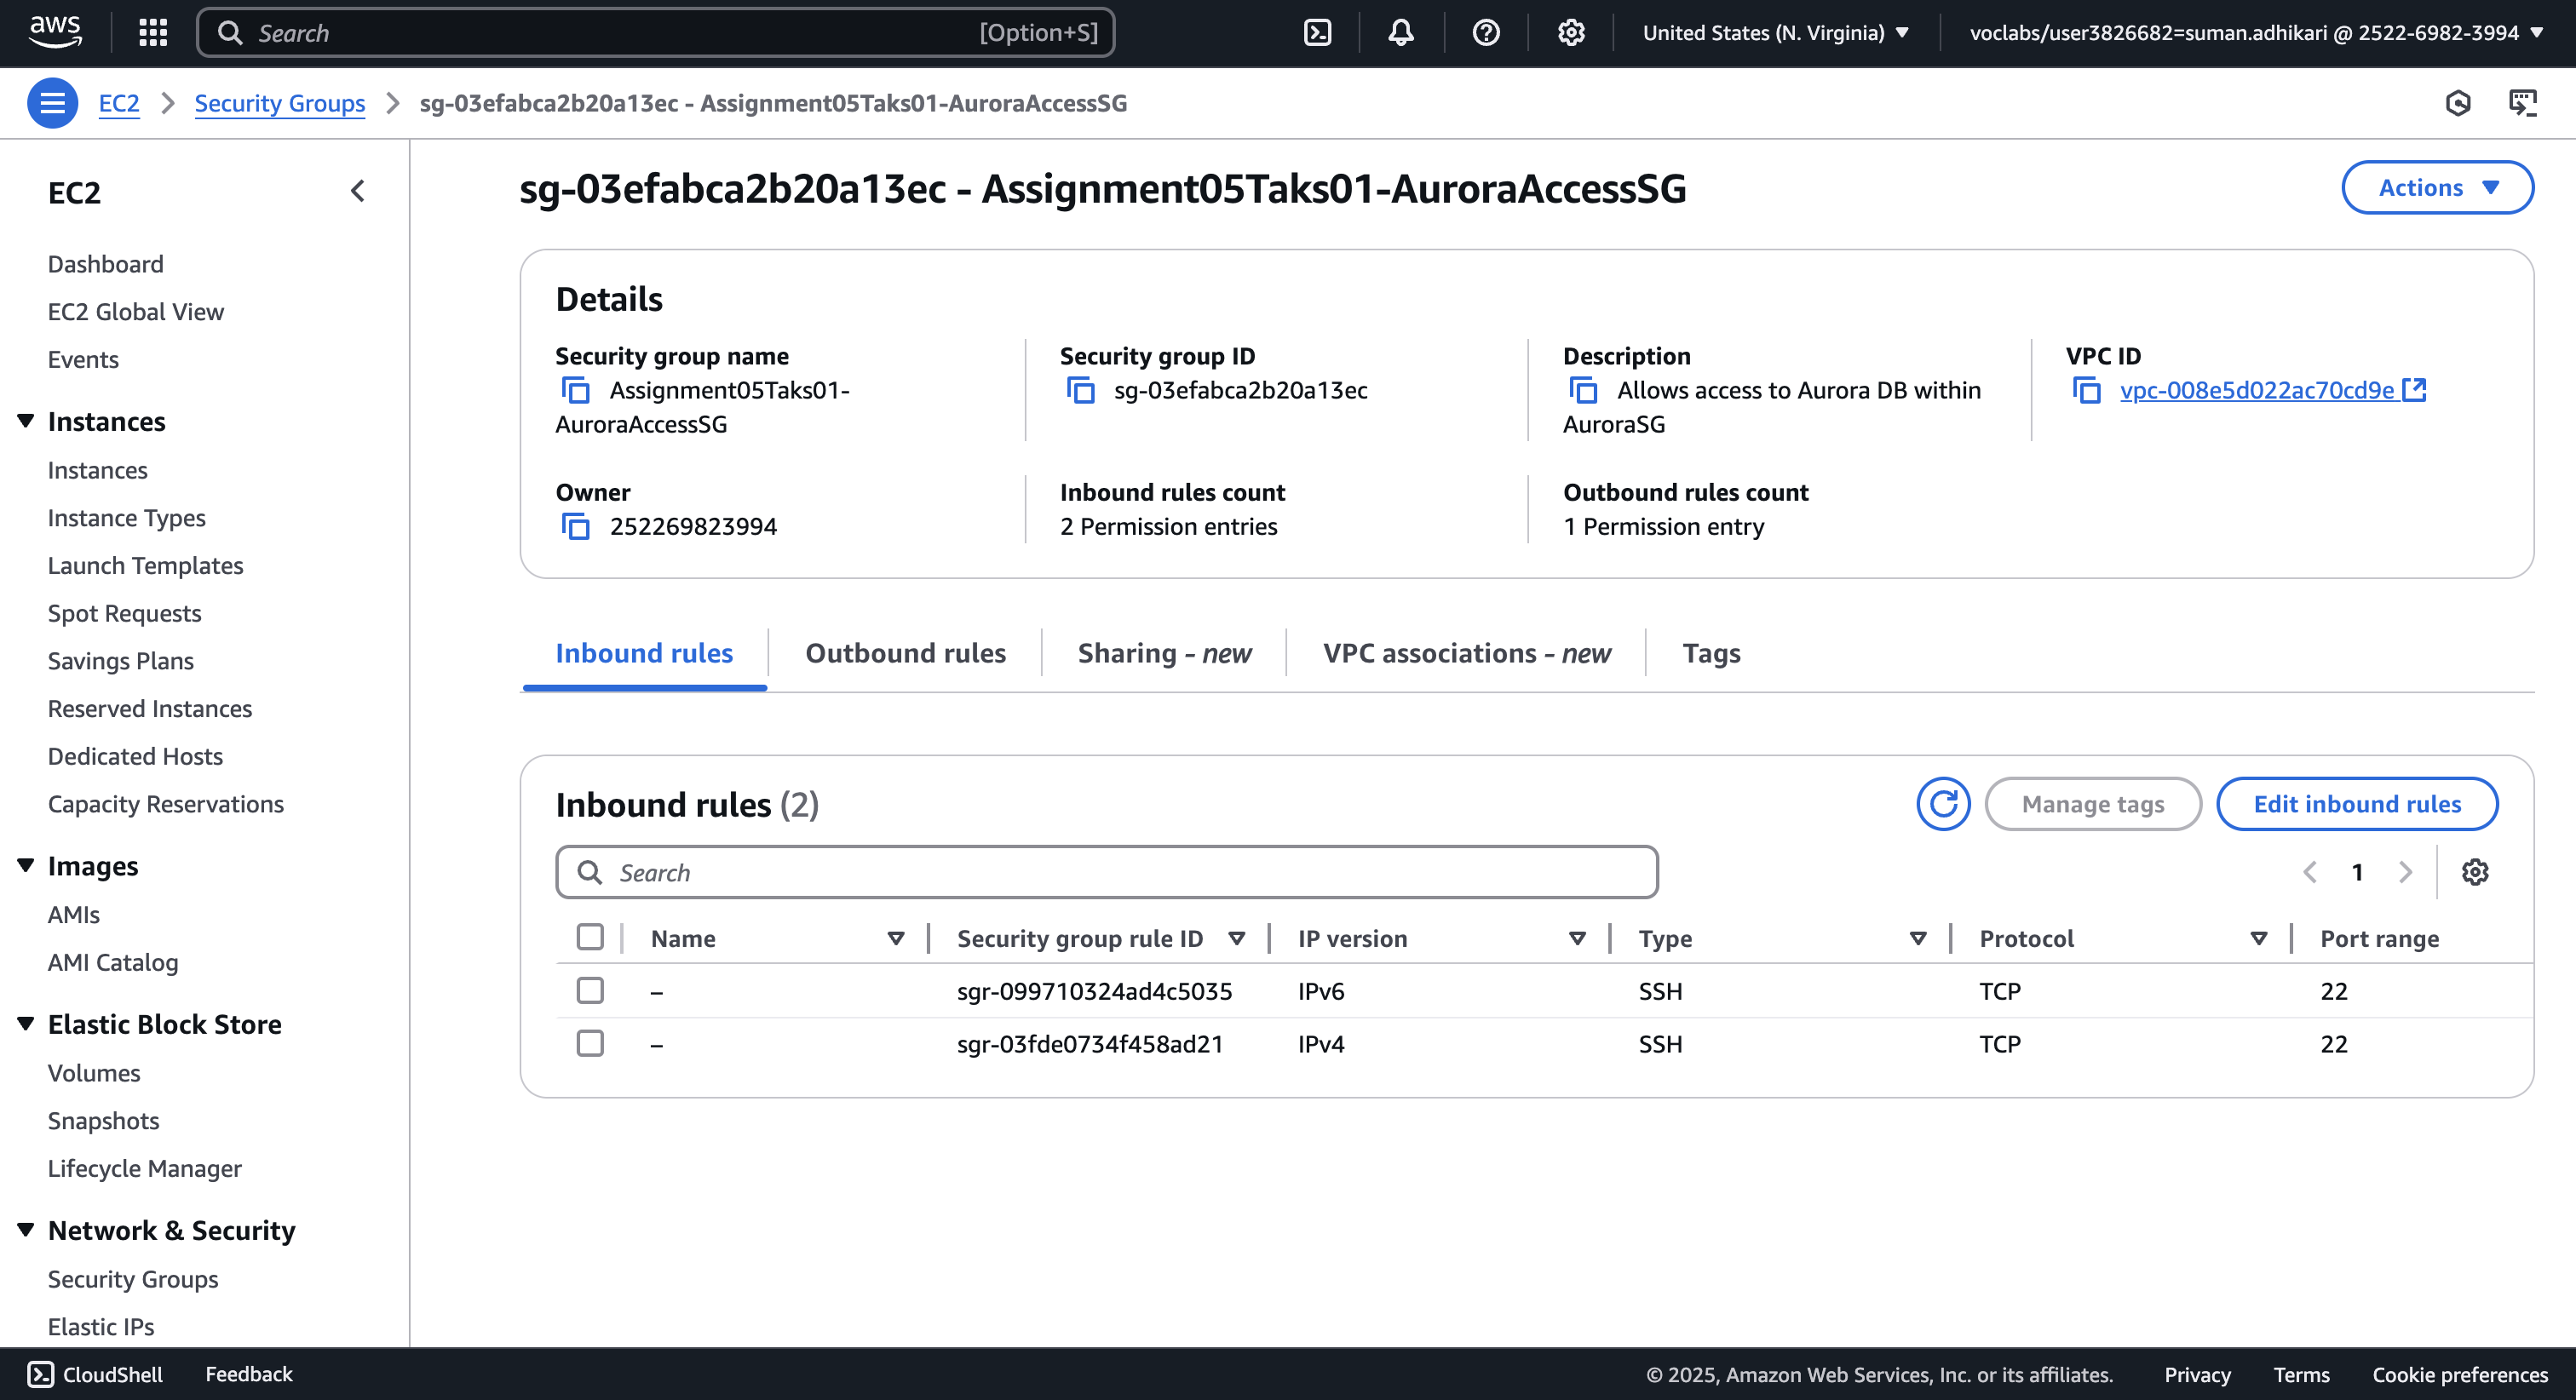 aws
Search [Option+S]
United States (N. Virginia)
voclabs/user3826682=suman.adhikari @ 2522-6982-3994
EC2
Security Groups
sg-03efabca2b20a13ec - Assignment05Taks01-AuroraAccessSG
EC2
Dashboard
EC2 Global View
Events
Instances
Instances
Instance Types
Launch Templates
Spot Requests
Savings Plans
Reserved Instances
Dedicated Hosts
Capacity Reservations
Images
AMIs
AMI Catalog
Elastic Block Store
Volumes
Snapshots
Lifecycle Manager
Network & Security
Security Groups
Elastic IPs
sg-03efabca2b20a13ec - Assignment05Taks01-AuroraAccessSG
Actions
Details
Security group name
Assignment05Taks01-
AuroraAccessSG
Security group ID
sg-03efabca2b20a13ec
Description
Allows access to Aurora DB within
AuroraSG
VPC ID
vpc-008e5d022ac70cd9e
Owner
252269823994
Inbound rules count
2 Permission entries
Outbound rules count
1 Permission entry
Inbound rules
Outbound rules
Sharing - new
VPC associations - new
Tags
Inbound rules (2)
Manage tags
Edit inbound rules
Search
1
Name Security group rule ID IP version Type Protocol Port range
– sgr-099710324ad4c5035 IPv6 SSH TCP 22
– sgr-03fde0734f458ad21 IPv4 SSH TCP 22
CloudShell
Feedback
© 2025, Amazon Web Services, Inc. or its affiliates.
Privacy
Terms
Cookie preferences